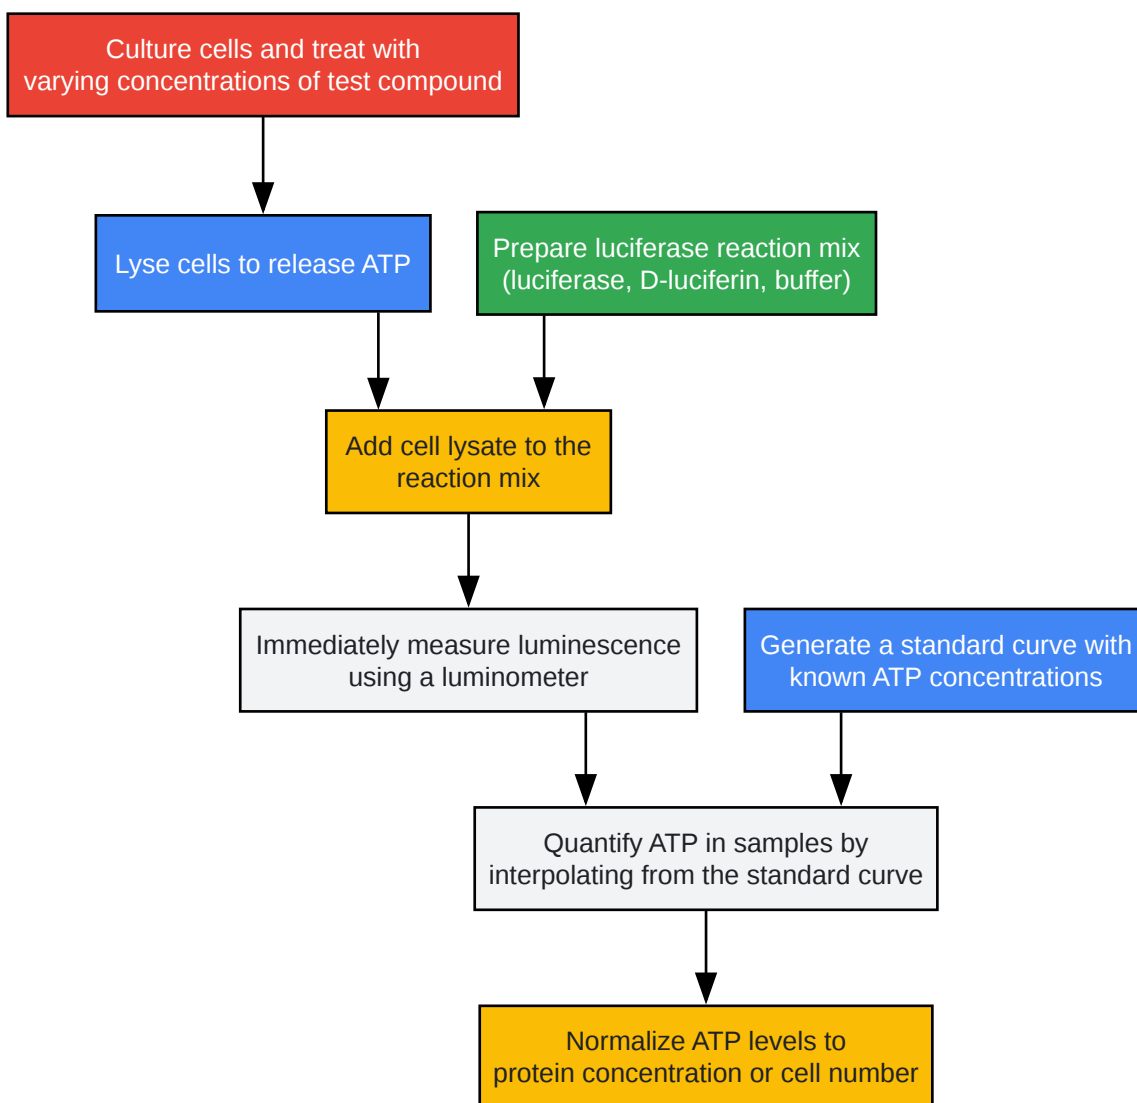 Culture cells and treat with
varying concentrations of test compound
Lyse cells to release ATP
Prepare luciferase reaction mix
(luciferase, D-luciferin, buffer)
Add cell lysate to the
reaction mix
Immediately measure luminescence
using a luminometer
Generate a standard curve with
known ATP concentrations
Quantify ATP in samples by
interpolating from the standard curve
Normalize ATP levels to
protein concentration or cell number